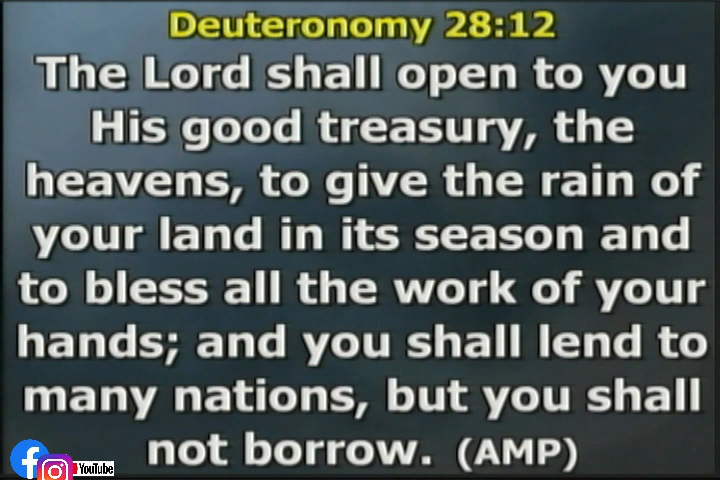 Deuteronomy 28:12
The Lord shall open to you
His good treasury, the
heavens, to give the rain of
your land in its season and
to bless all the work of your
hands; and you shall lend to
many nations, but you shall
not borrow. (AMP)
f YouTube